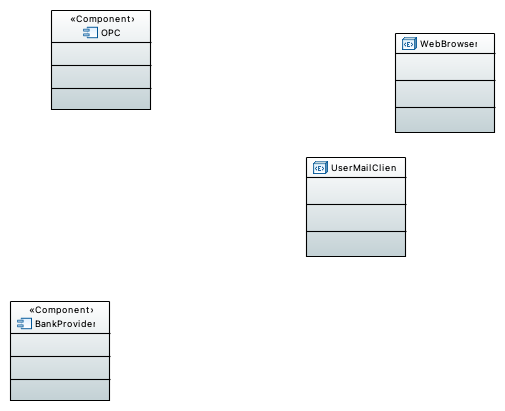 «Component›
OPC
WebBrowser
UserMailClien
«Component›
BankProvider